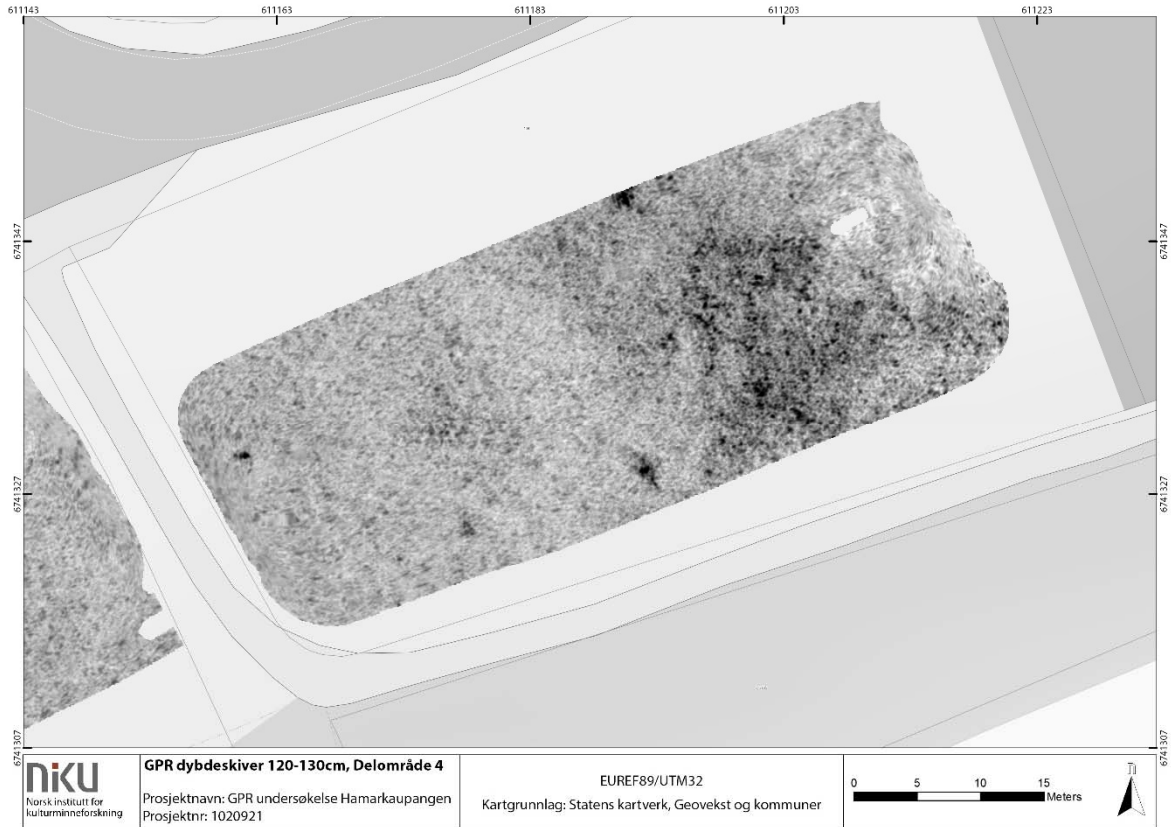 611143 611163 611183 611203 611223
6741347 6741347
6741327 6741327
6741307 6741307
niku
Norsk institutt for
kulturminneforskning
GPR dybdeskiver 120-130cm, Delområde 4
Prosjektnavn: GPR undersøkelse Hamarkaupangen
Prosjektnr: 1020921
EUREF89/UTM32
Kartgrunnlag: Statens kartverk, Geovekst og kommuner
0 5 10 15
Meters